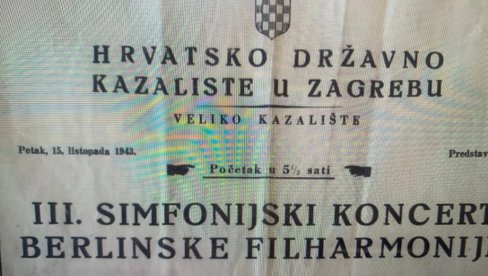 HRVATSKO DRŽAVNO
KAZALISTE U ZAGREBU
VELIKO KAZALIŠTE
Petak, 15. listopada 1943.
Predstav
Početak u 5½ sati
III. SIMFONIJSKI KONCERT
BERLINSKE FILHARMONIJ